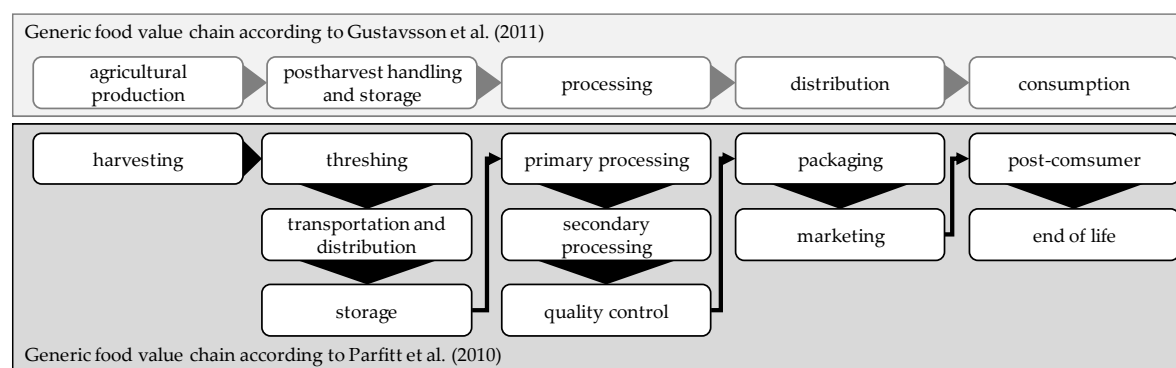 Generic food value chain according to Gustavsson et al. (2011)
agricultural
production
postharvest handling
and storage
processing
distribution
consumption
harvesting
threshing
primary processing
packaging
post-comsumer
transportation and
distribution
secondary
processing
marketing
end of life
storage
quality control
Generic food value chain according to Parfitt et al. (2010)